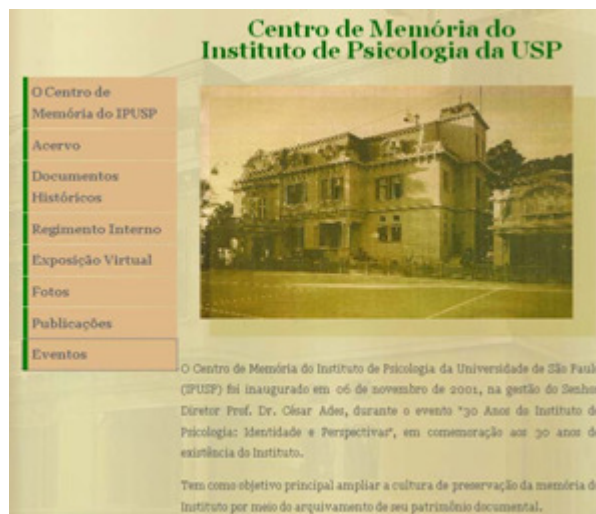 Centro de Memória do
Instituto de Psicologia da USP
O Centro de
Memória do IPUSP
Acervo
Documentos
Históricos
Regimento Interno
Exposição Virtual
Fotos
Publicações
Eventos
O Centro de Memória do Instituto de Psicologia da Universidade de São Paul
(IPUSP) foi inaugurado em 06 de novembro de 2001, na gestão do Senho
Diretor Prof. Dr. César Ades, durante o evento "30 Anos do Instituto d
Psicologia: Identidade e Perspectivas", em comemoração aos 30 anos d
existência do Instituto.
Tem como objetivo principal ampliar a cultura de preservação da memória d
Instituto por meio do arquivamento de seu patrimônio documental.